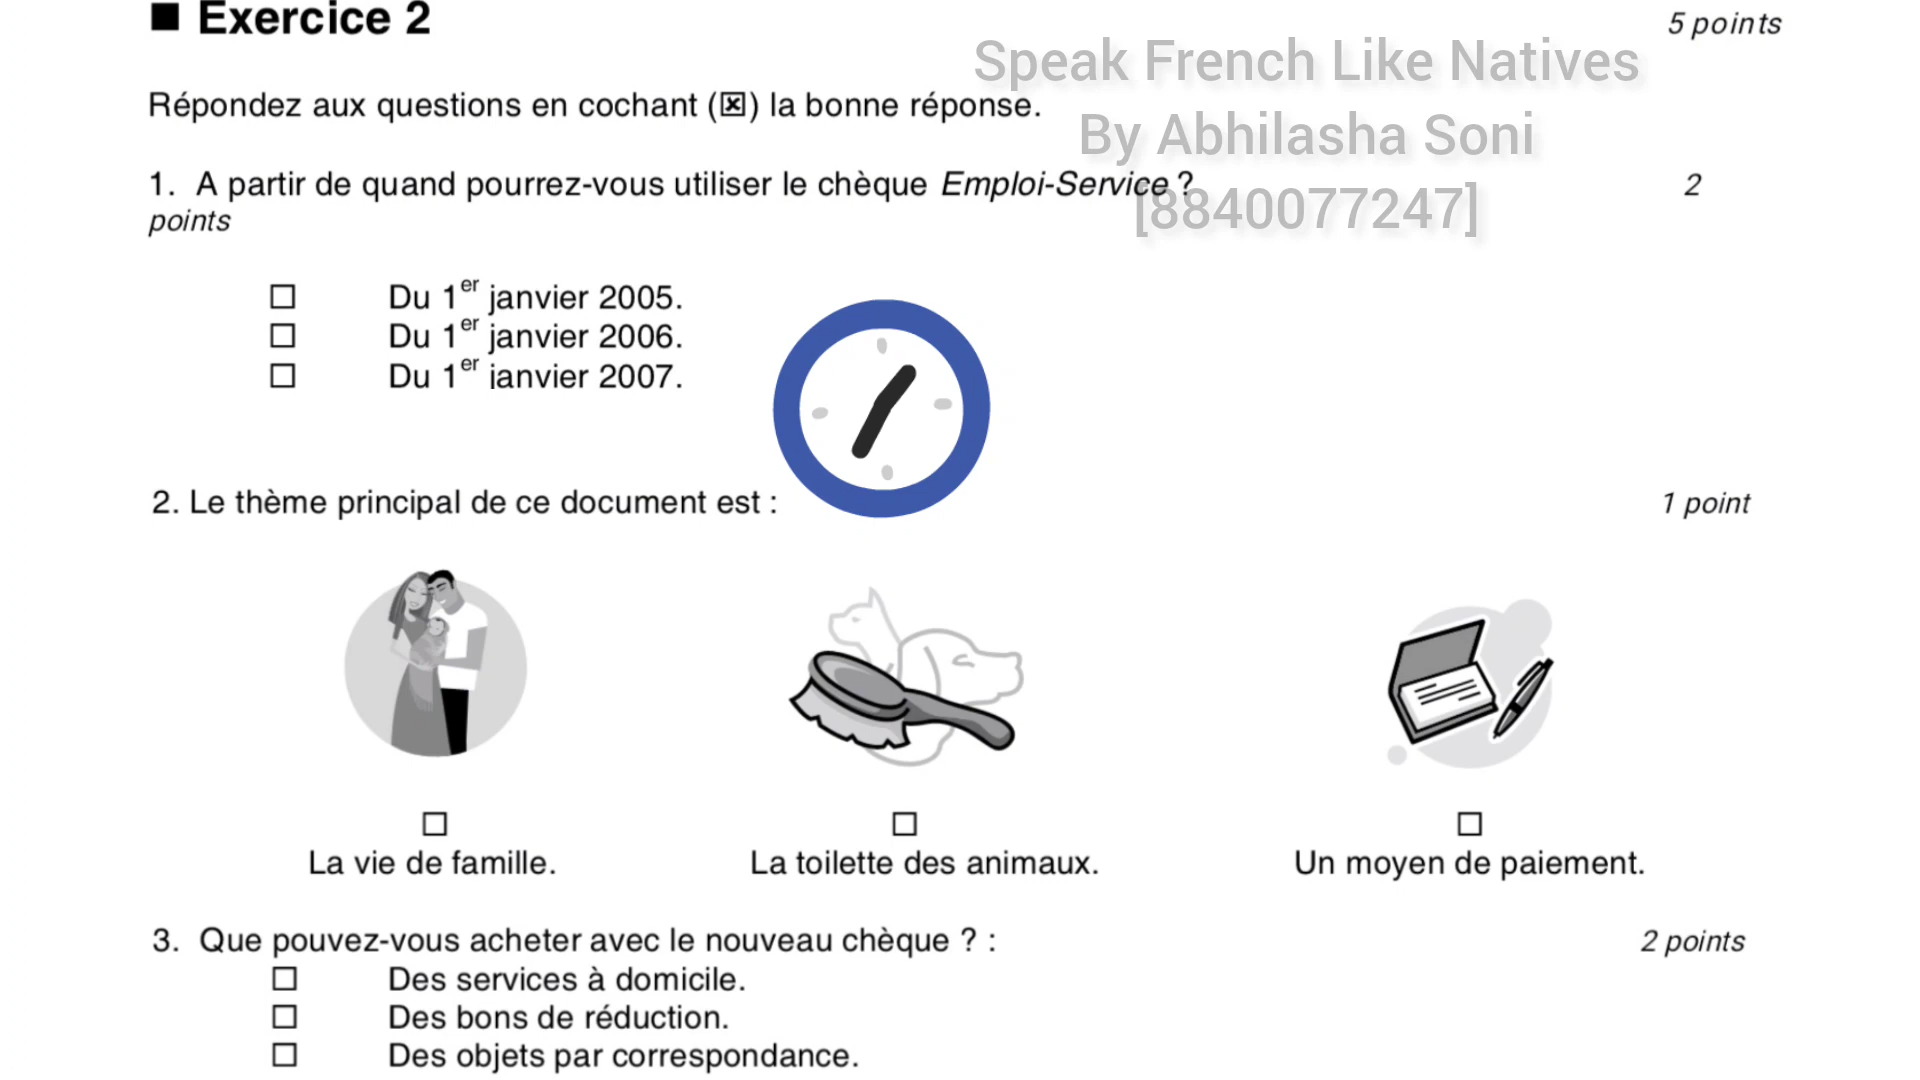 Exercice 2
5 points
Speak French Like Natives
By Abhilasha Soni
[8840077247]
Répondez aux questions en cochant (☒) la bonne réponse.
1. A partir de quand pourrez-vous utiliser le chèque Emploi-Service ? 2
points
Du 1er janvier 2005.
Du 1er janvier 2006.
Du 1er janvier 2007.
2. Le thème principal de ce document est : 1 point
La vie de famille. La toilette des animaux. Un moyen de paiement.
3. Que pouvez-vous acheter avec le nouveau chèque ? : 2 points
Des services à domicile.
Des bons de réduction.
Des objets par correspondance.